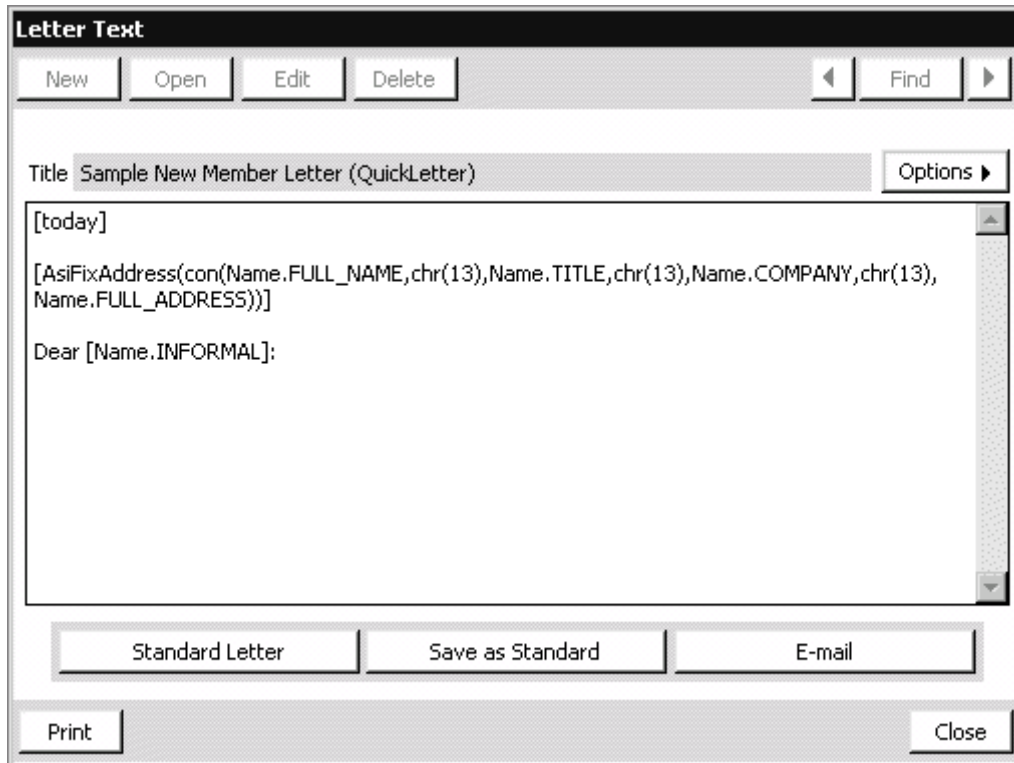 Letter Text
New Open Edit Delete Find
Title Sample New Member Letter (QuickLetter) Options
[today]
[AsiFixAddress(con(Name.FULL_NAME,chr(13),Name.TITLE,chr(13),Name.COMPANY,chr(13),
Name.FULL_ADDRESS))]
Dear [Name.INFORMAL]:
Standard Letter Save as Standard E-mail
Print Close